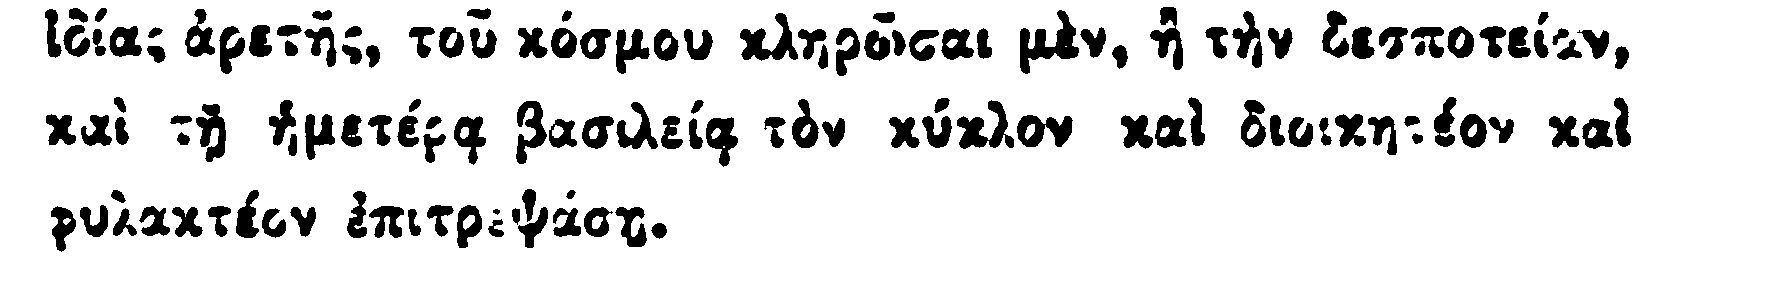 ἰδίας ἀρετῆς, τοῦ κόσμου κληρῶσαι μὲν, ἢ τὴν δεσποτείαν,
καὶ τῇ ἡμετέρᾳ βασιλείᾳ τὸν κύκλον καὶ διοικητέον καὶ
φυλακτέον ἐπιτρεψάσῃ.